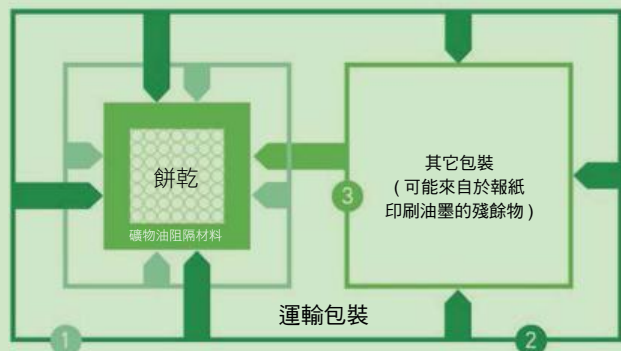 餅乾
礦物油阻隔材料
其它包裝
( 可能來自於報紙
印刷油墨的殘餘物 )
3
運輸包裝
1
2